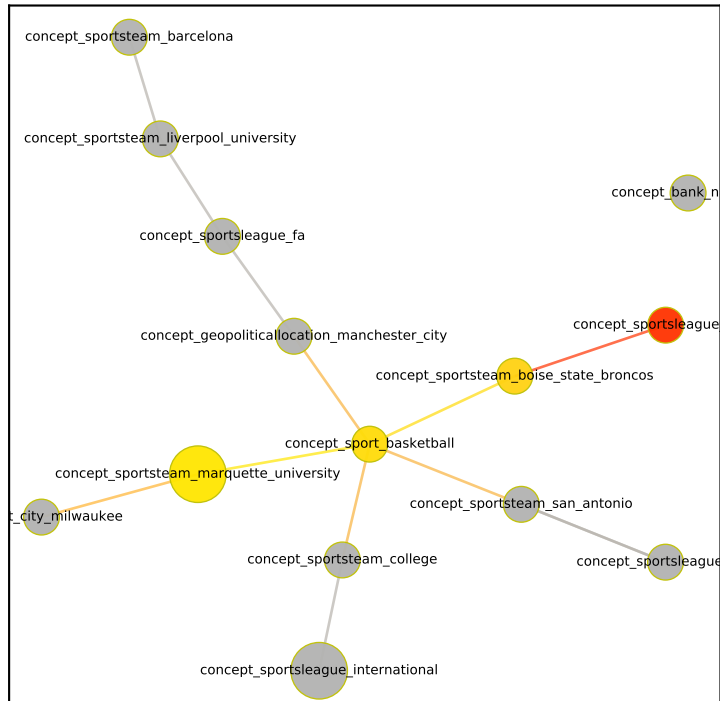 concept_sportsteam_barcelona
concept_sportsteam_liverpool_university
concept_bank_n
concept_sportsleague_fa
concept_sportsleague
concept_geopoliticallocation_manchester_city
concept_sportsteam_boise_state_broncos
concept_sport_basketball
concept_sportsteam_marquette_university
concept_sportsteam_san_antonio
t_city_milwaukee
concept_sportsteam_college
concept_sportsleague
concept_sportsleague_international